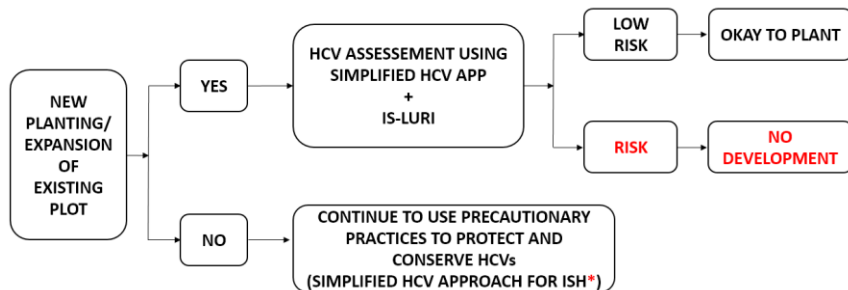 NEW
PLANTING/
EXPANSION
OF
EXISTING
PLOT
YES
HCV ASSESSEMENT USING
SIMPLIFIED HCV APP
+
IS-LURI
LOW
RISK
OKAY TO PLANT
RISK
NO
DEVELOPMENT
NO
CONTINUE TO USE PRECAUTIONARY
PRACTICES TO PROTECT AND
CONSERVE HCVs
(SIMPLIFIED HCV APPROACH FOR ISH*)